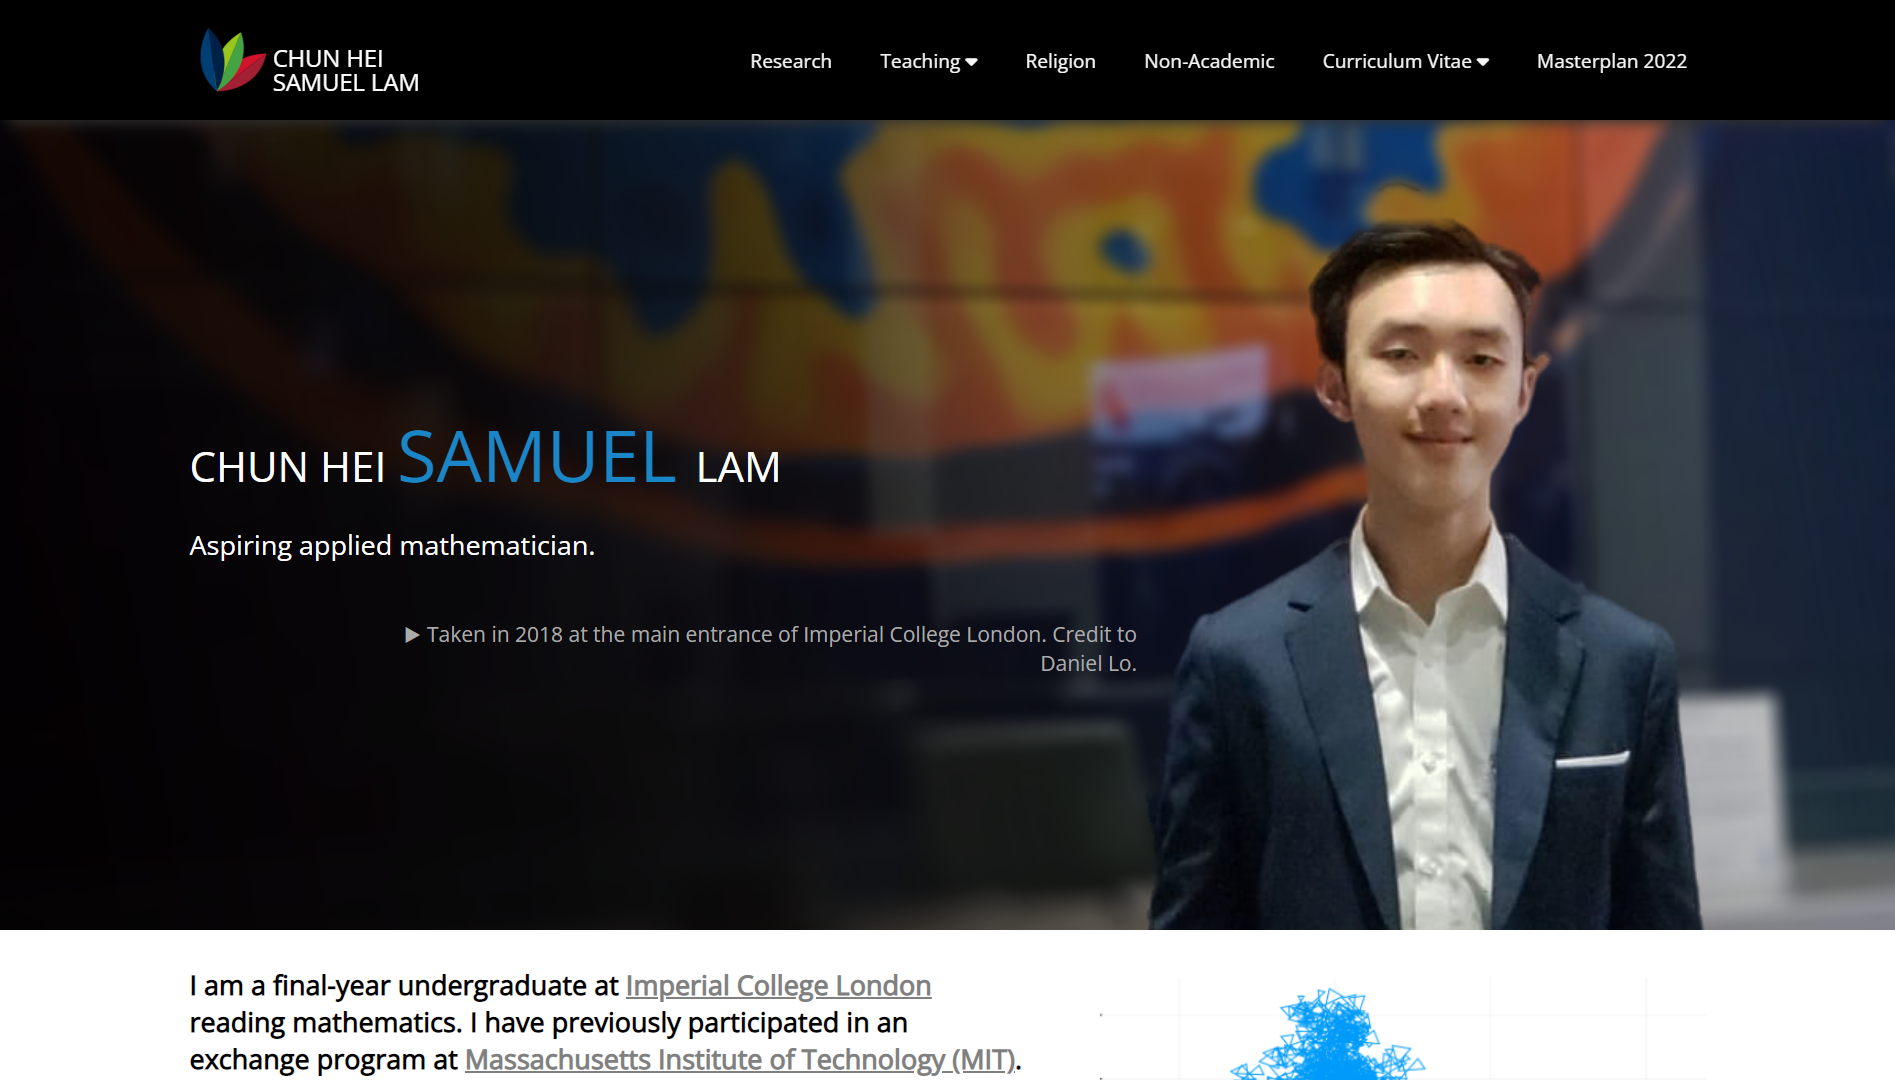 CHUN HEI
SAMUEL LAM
Research
Teaching
Religion
Non-Academic
Curriculum Vitae
Masterplan 2022
CHUN HEI SAMUEL LAM
Aspiring applied mathematician.
▶ Taken in 2018 at the main entrance of Imperial College London. Credit to
Daniel Lo.
I am a final-year undergraduate at Imperial College London
reading mathematics. I have previously participated in an
exchange program at Massachusetts Institute of Technology (MIT).